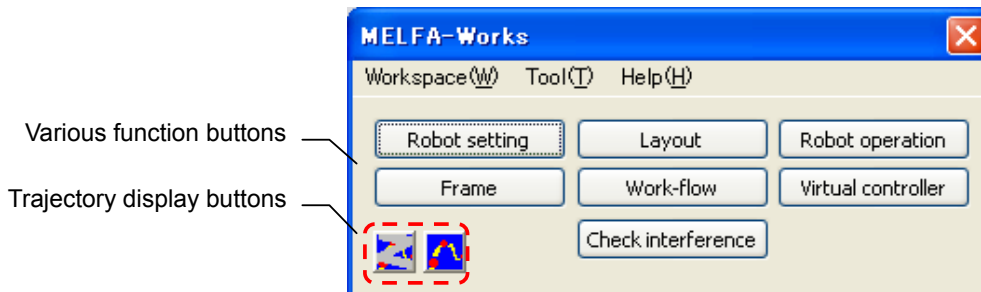 MELFA-Works
Workspace(W) Tool(T) Help(H)
Various function buttons
Robot setting Layout Robot operation
Frame Work-flow Virtual controller
Trajectory display buttons
Check interference